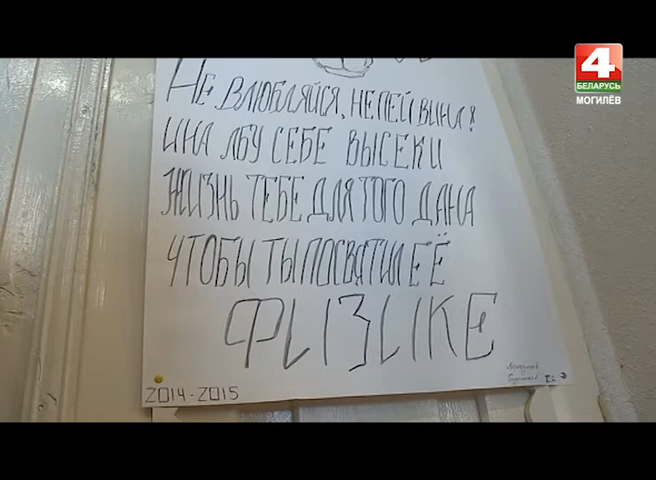 4
БЕЛАРУСЬ
МОГИЛЁВ
НЕ ВЛЮБЛЯЙСЯ, НЕ ПЕЙ ВИНА!
И НА ЛБУ СЕБЕ ВЫСЕКИ
ЖИЗНЬ ТЕБЕ ДЛЯ ТОГО ДАНА
ЧТОБЫ ТЫ ПОСВЯТИЛ ЕЁ
ФИЗИКЕ
2014-2015